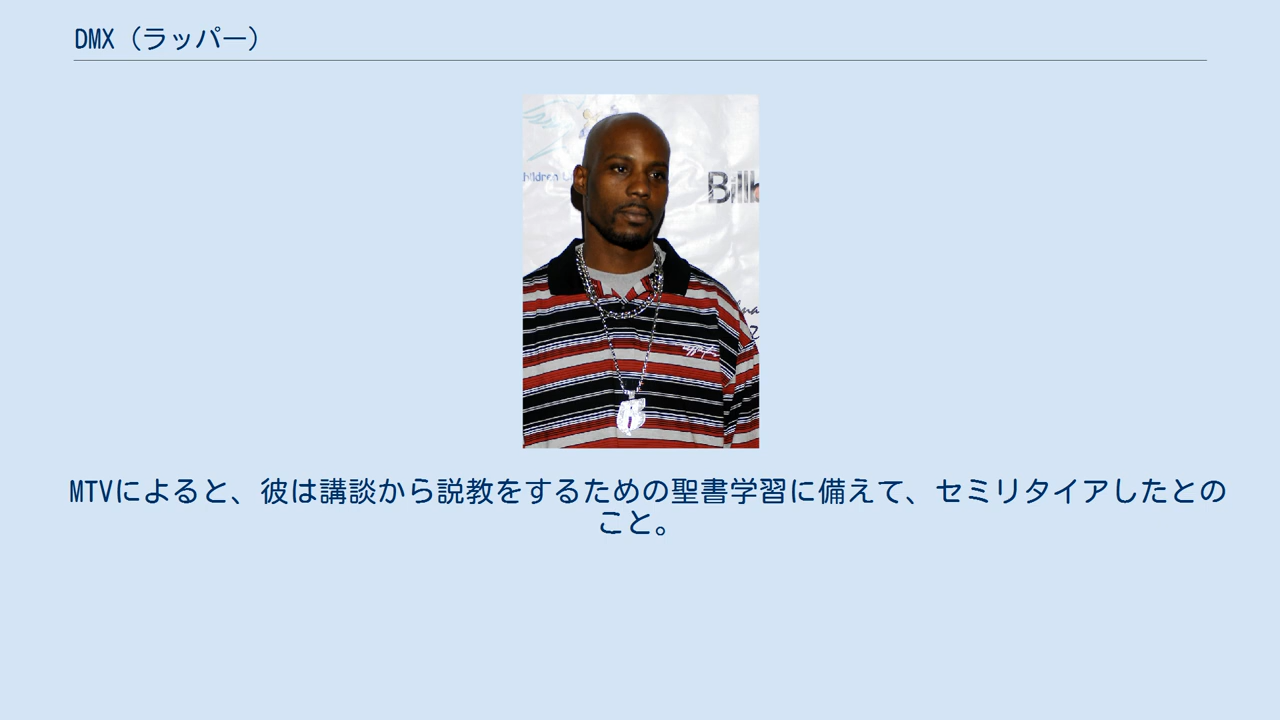 DMX（ラッパー）
hildren U
Billb
MTVによると、彼は講談から説教をするための聖書学習に備えて、セミリタイアしたとの
こと。